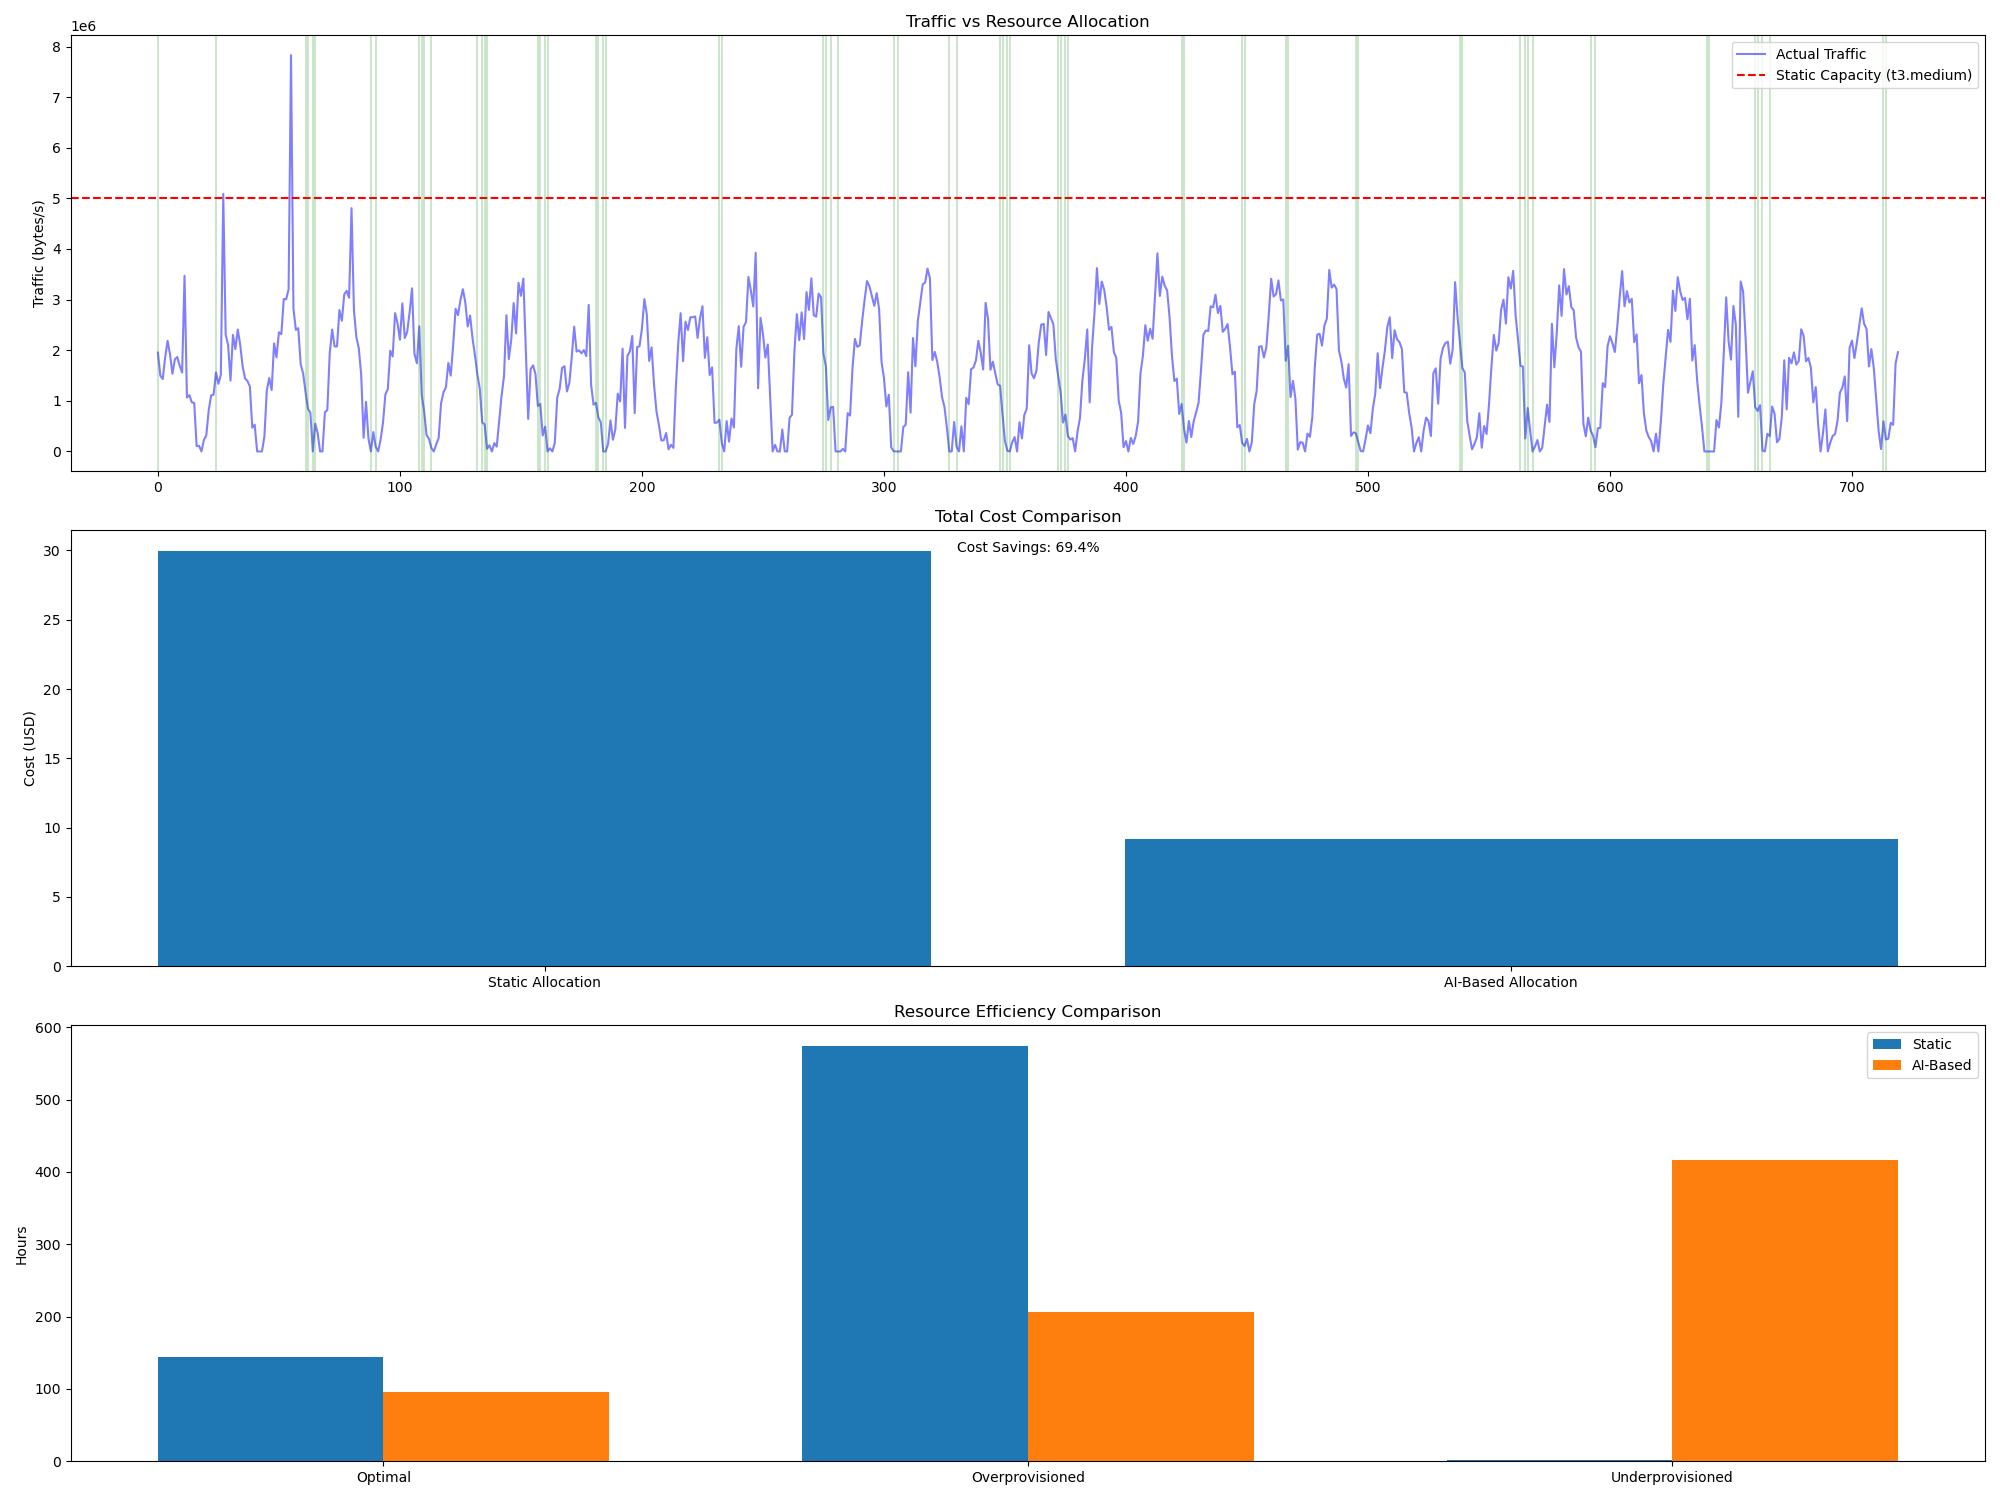 Traffic vs Resource Allocation
1e6
Traffic (bytes/s)
8
7
6
5
4
3
2
1
0
Actual Traffic
Static Capacity (t3.medium)
0 100 200 300 400 500 600 700
Total Cost Comparison
Cost Savings: 69.4%
Cost (USD)
30
25
20
15
10
5
0
Static Allocation AI-Based Allocation
Resource Efficiency Comparison
Hours
600
500
400
300
200
100
0
Static
AI-Based
Optimal Overprovisioned Underprovisioned